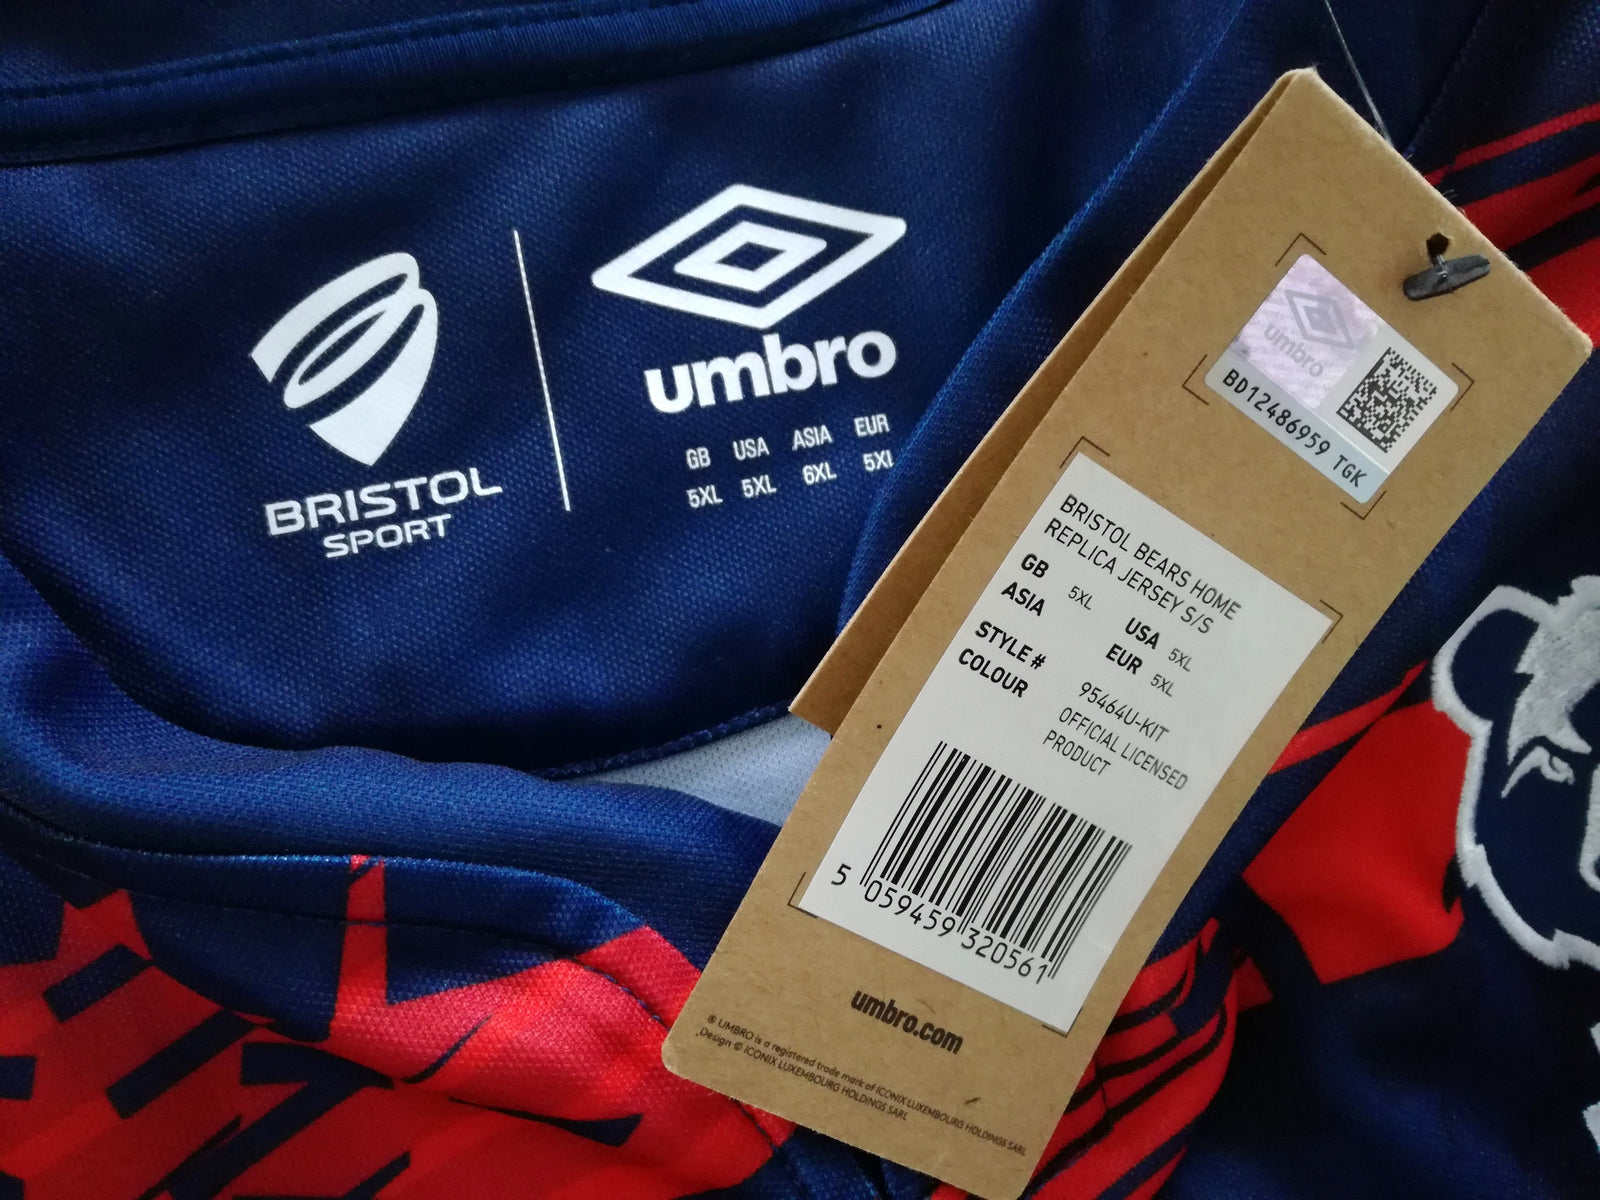 BRISTOL
SPORT
umbro
GB USA ASIA EUR
5XL 5XL 6XL 5XL
umbro
BD12486959 TGK
BRISTOL BEARS HOME
REPLICA JERSEY S/S
GB 5XL USA 5XL
ASIA EUR 5XL
STYLE # 95464U-KIT
COLOUR OFFICIAL LICENSED
PRODUCT
5 059459 320561
umbro.com
® UMBRO is a registered trade mark of ICONIX LUXEMBOURG HOLDINGS SARL
Design © ICONIX LUXEMBOURG HOLDINGS SARL